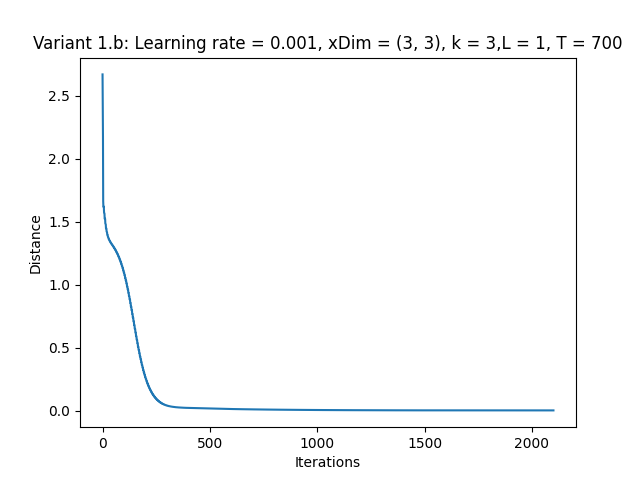 Variant 1.b: Learning rate = 0.001, xDim = (3, 3), k = 3,L = 1, T = 700
2.5
2.0
1.5
1.0
0.5
0.0
Distance
0 500 1000 1500 2000
Iterations